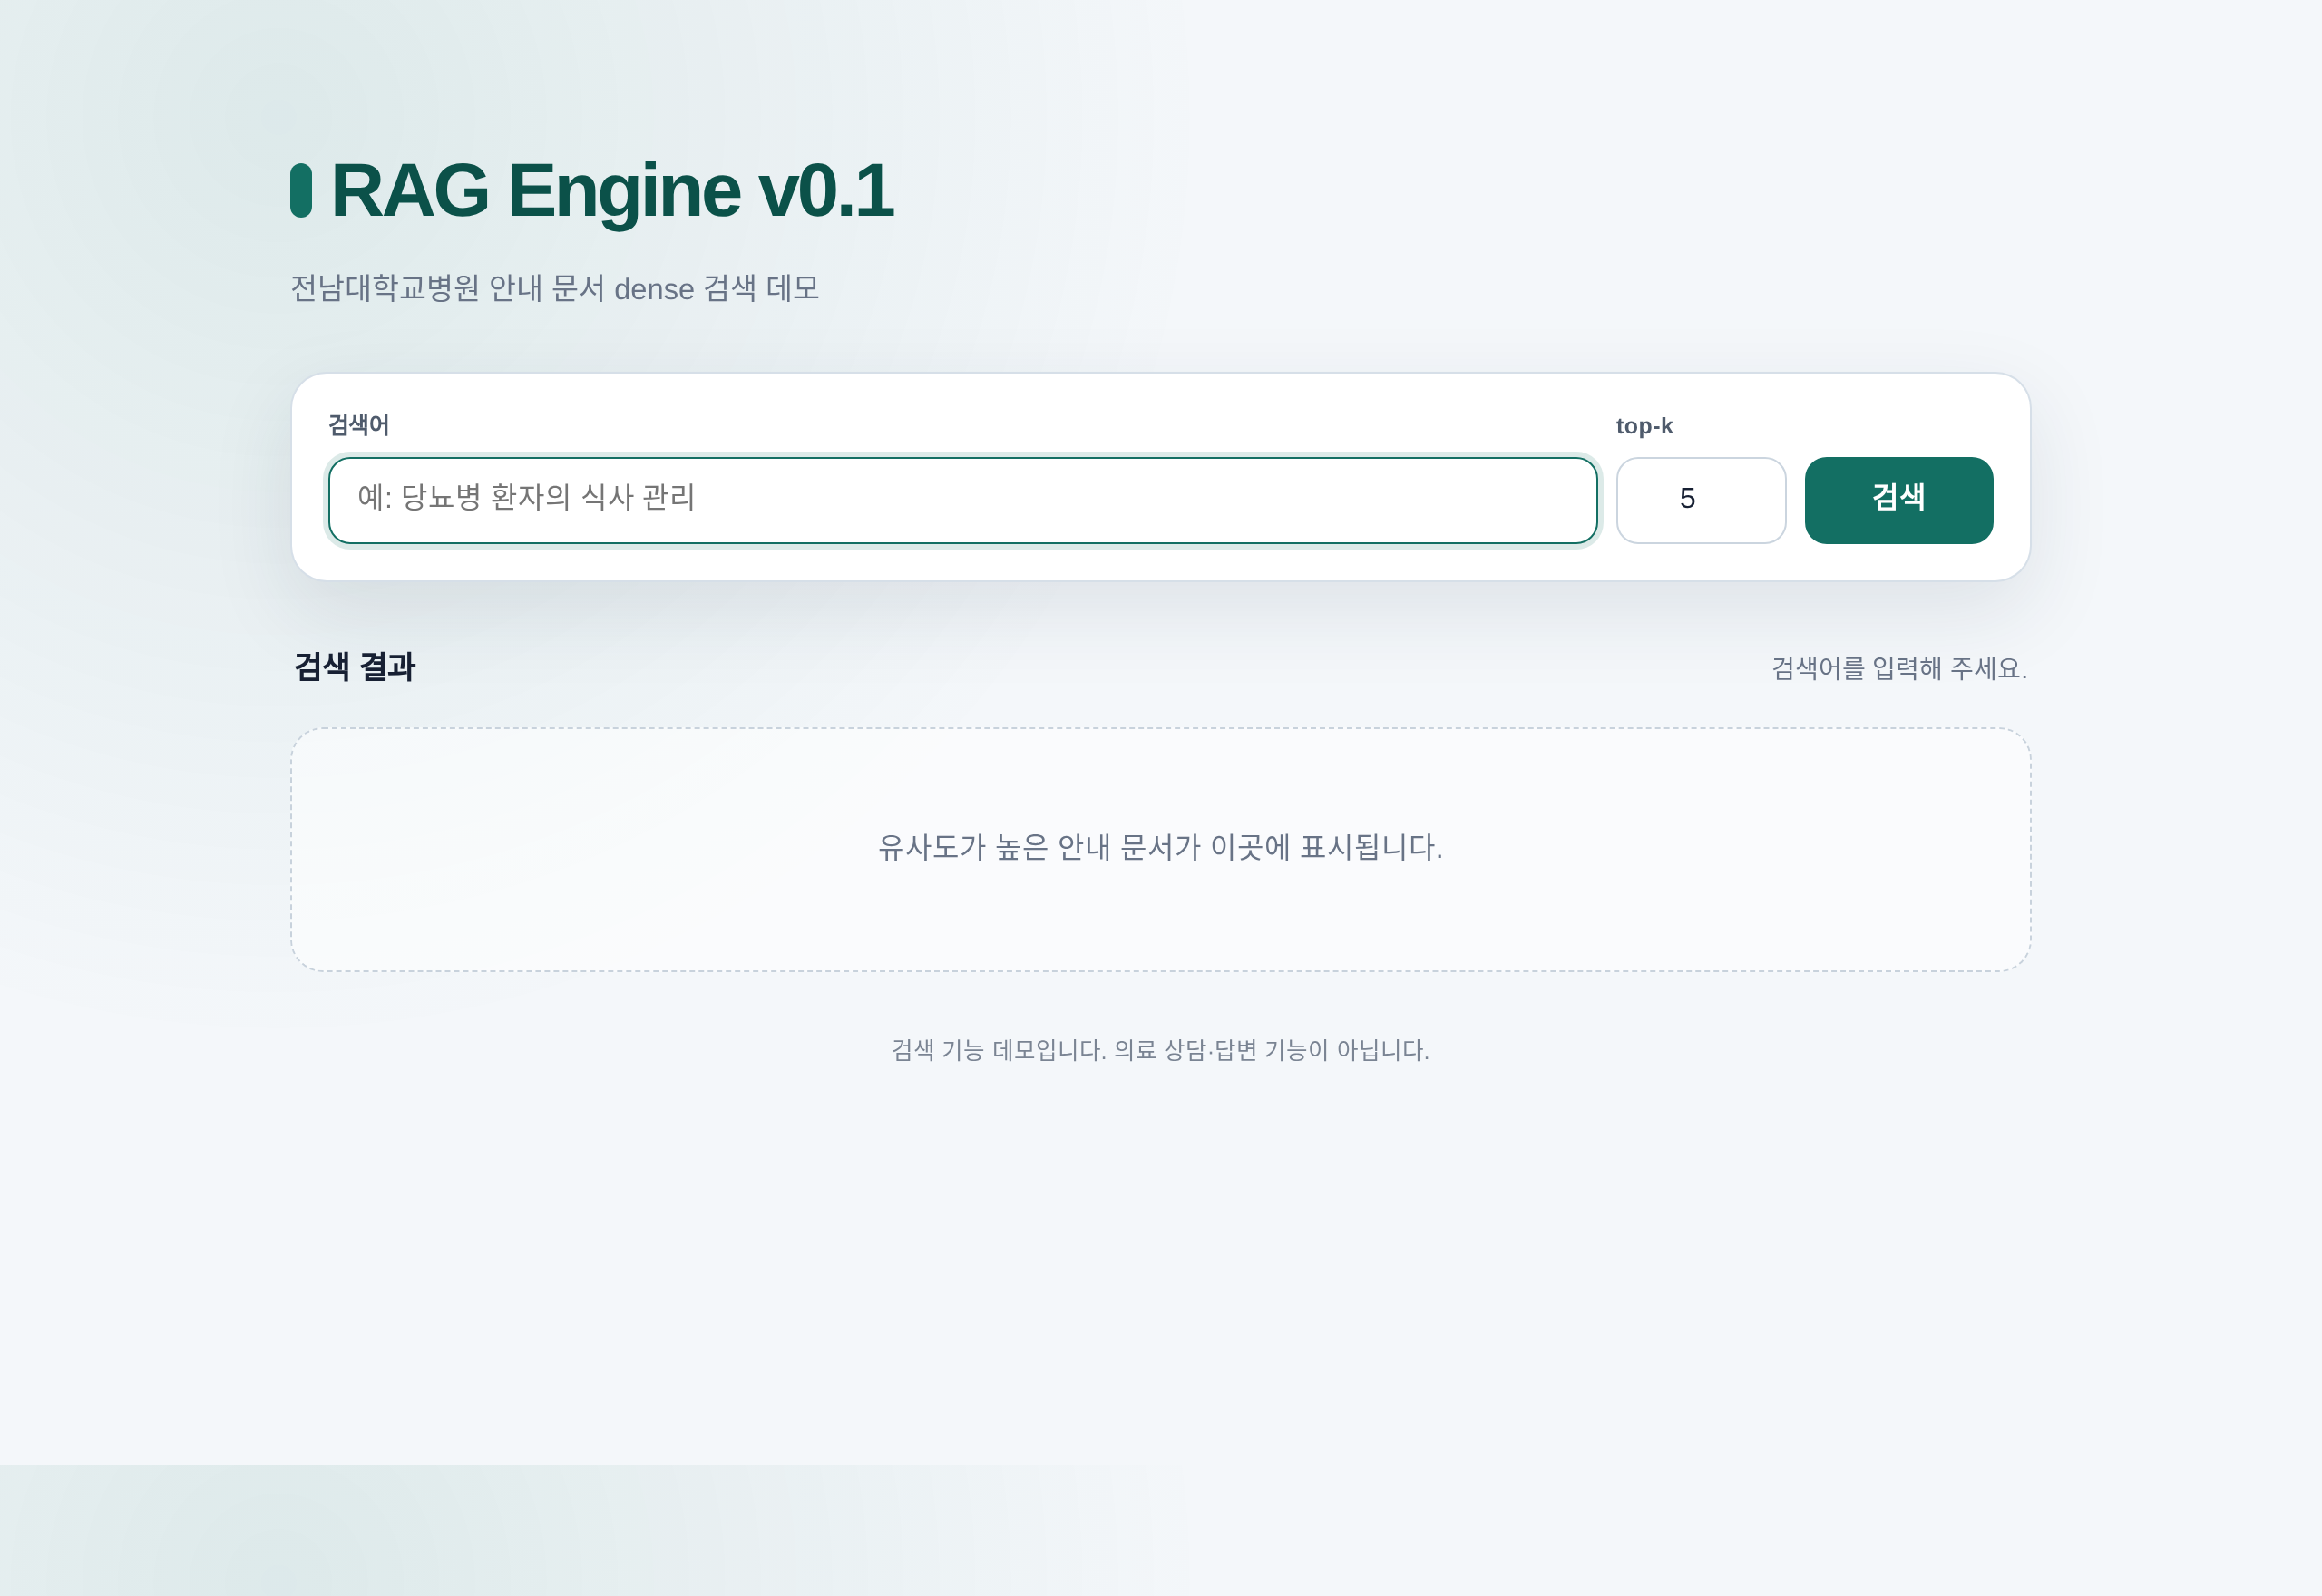 RAG Engine v0.1
전남대학교병원 안내 문서 dense 검색 데모
검색어
top-k
예: 당뇨병 환자의 식사 관리
5
검색
검색 결과
검색어를 입력해 주세요.
유사도가 높은 안내 문서가 이곳에 표시됩니다.
검색 기능 데모입니다. 의료 상담·답변 기능이 아닙니다.